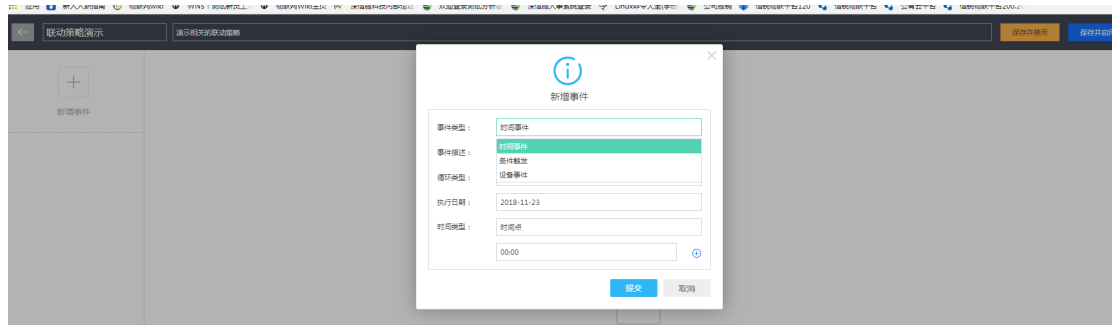 联动策略演示
演示相关的联动策略
保存并禁用
保存并启用
新增事件
新增事件
事件类型：
时间事件
时间事件
事件描述：
条件触发
循环类型：
设备事件
执行日期：
2018-11-23
时间类型：
时间点
00:00
提交
取消